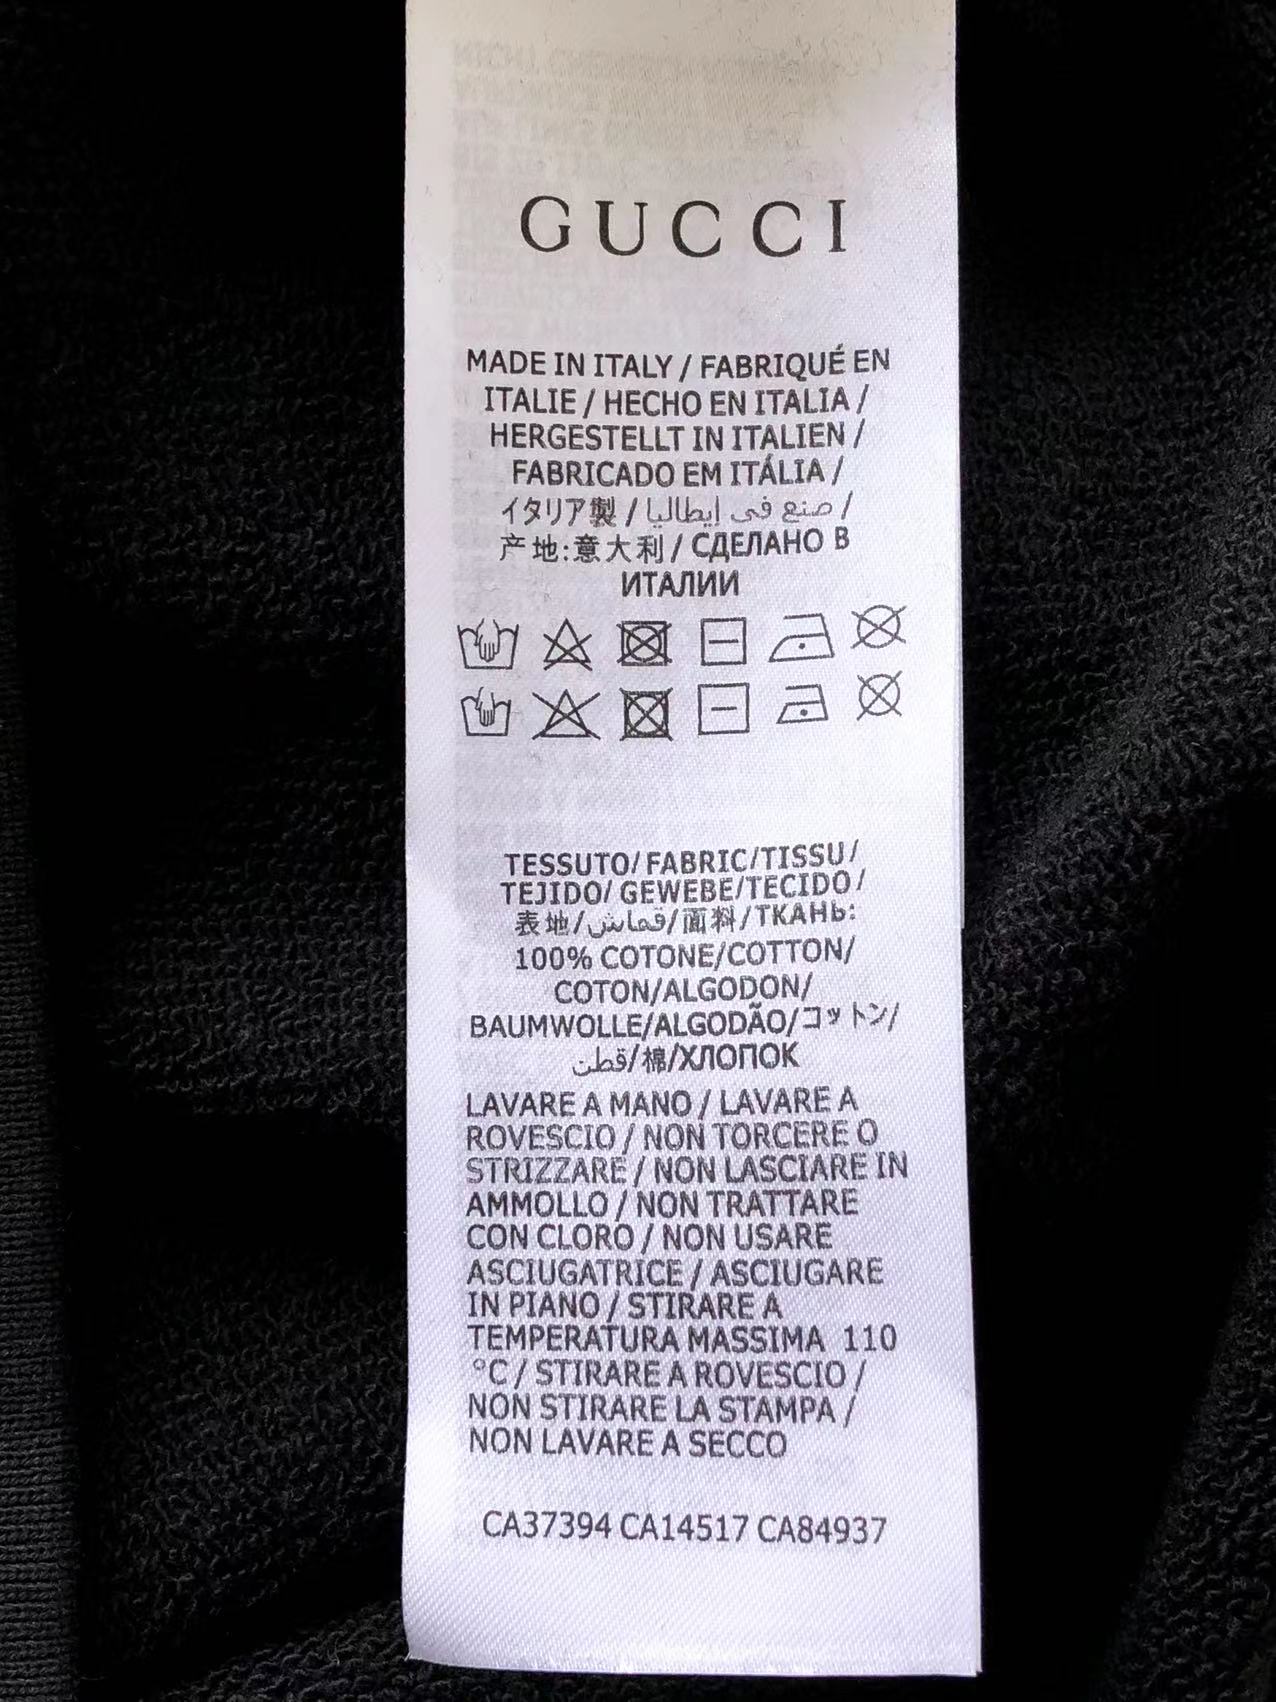 GUCCI
MADE IN ITALY / FABRIQUÉ EN
ITALIE / HECHO EN ITALIA /
HERGESTELLT IN ITALIEN /
FABRICADO EM ITÁLIA /
イタリア製 / صنع في إيطاليا /
产地:意大利 / СДЕЛАНО В
ИТАЛИИ
TESSUTO/FABRIC/TISSU/
TEJIDO/ GEWEBE/TECIDO/
表地/قماش/面料/ТКАНЬ:
100% COTONE/COTTON/
COTON/ALGODON/
BAUMWOLLE/ALGODÃO/コットン/
قطن/棉/ХЛОПОК
LAVARE A MANO / LAVARE A
ROVESCIO / NON TORCERE O
STRIZZARE / NON LASCIARE IN
AMMOLLO / NON TRATTARE
CON CLORO / NON USARE
ASCIUGATRICE / ASCIUGARE
IN PIANO / STIRARE A
TEMPERATURA MASSIMA 110
°C / STIRARE A ROVESCIO /
NON STIRARE LA STAMPA /
NON LAVARE A SECCO
CA37394 CA14517 CA84937